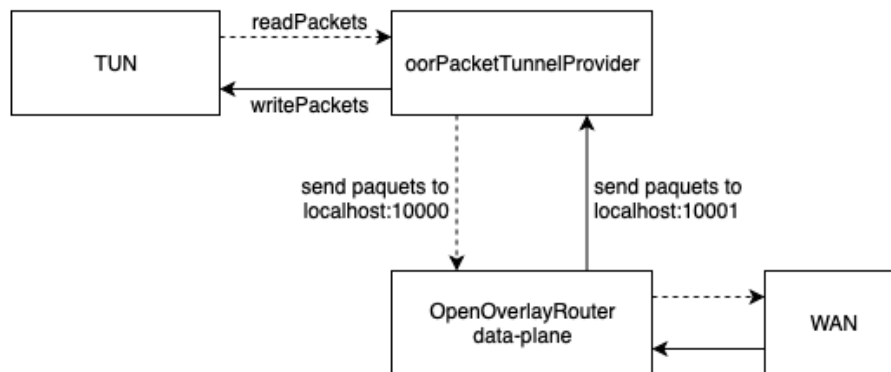 readPackets
TUN
oorPacketTunnelProvider
writePackets
send paquets to
localhost:10000
send paquets to
localhost:10001
OpenOverlayRouter
data-plane
WAN